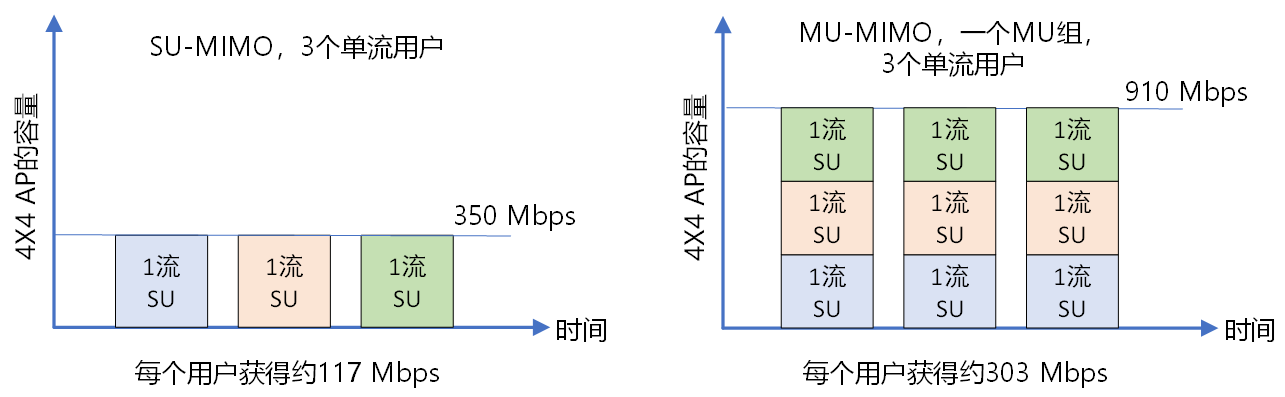 SU-MIMO，3个单流用户
4X4 AP的容量
350 Mbps
1流
SU
1流
SU
1流
SU
时间
每个用户获得约117 Mbps
MU-MIMO，一个MU组，
3个单流用户
4X4 AP的容量
910 Mbps
1流
SU
1流
SU
1流
SU
1流
SU
1流
SU
1流
SU
1流
SU
1流
SU
1流
SU
时间
每个用户获得约303 Mbps